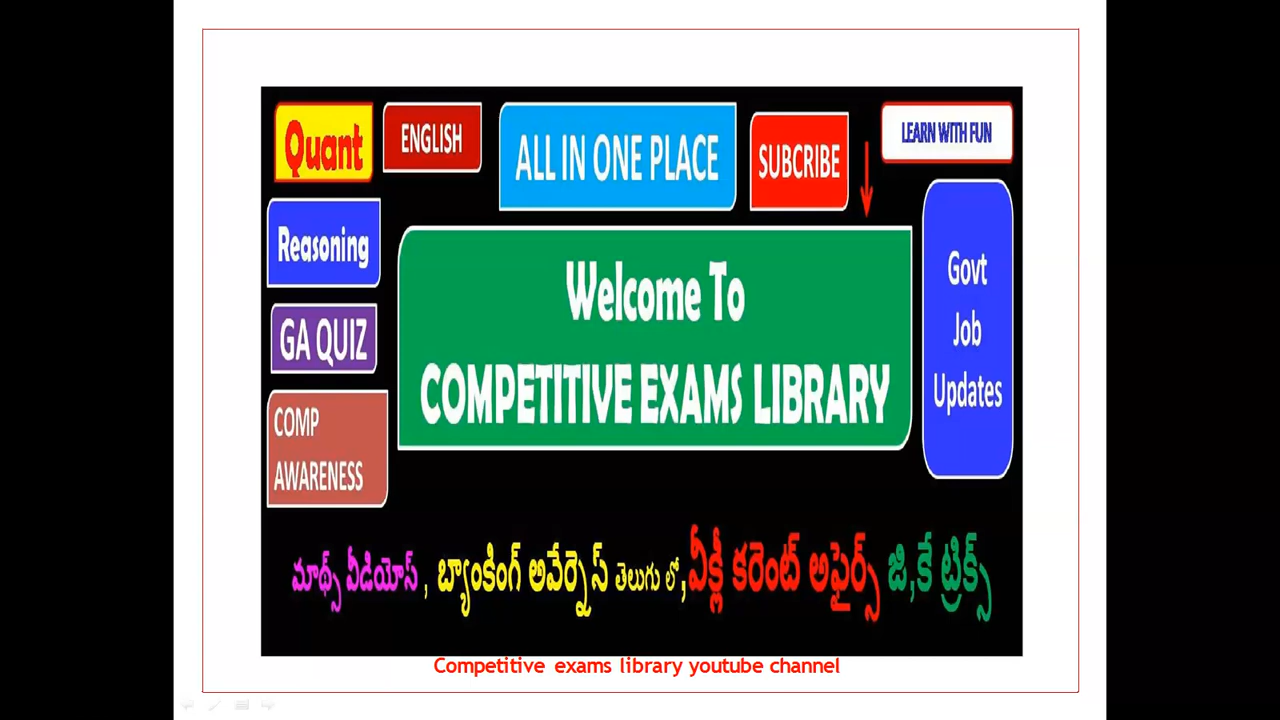 Quant
ENGLISH
ALL IN ONE PLACE
SUBCRIBE
LEARN WITH FUN
Reasoning
GA QUIZ
COMP
AWARENESS
Welcome To
COMPETITIVE EXAMS LIBRARY
Govt
Job
Updates
మాథ్స్ వీడియోస్ , బ్యాంకింగ్ అవేర్నెస్ తెలుగు లో ,వీక్లీ కరెంట్ అఫైర్స్ జి,కే ట్రిక్స్
Competitive exams library youtube channel